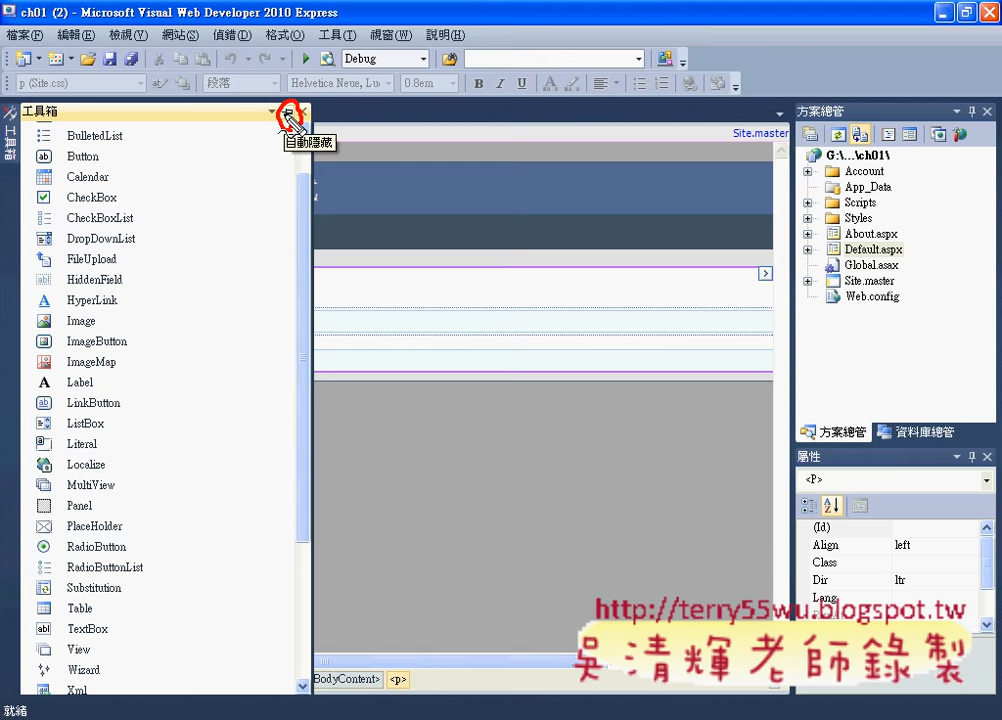 ch01 (2) - Microsoft Visual Web Developer 2010 Express
檔案(F) 編輯(E) 檢視(V) 網站(S) 偵錯(D) 格式(O) 工具(T) 視窗(W) 說明(H)
Debug
p (Site.css) 段落 Helvetica Neue, Lu 0.8em B I U
工具箱
工具箱
自動隱藏
BulletedList
Button
Calendar
CheckBox
CheckBoxList
DropDownList
FileUpload
HiddenField
HyperLink
Image
ImageButton
ImageMap
Label
LinkButton
ListBox
Literal
Localize
MultiView
Panel
PlaceHolder
RadioButton
RadioButtonList
Substitution
Table
TextBox
View
Wizard
Xml
Site.master
BodyContent> <p>
方案總管
G:\...\ch01\
Account
App_Data
Scripts
Styles
About.aspx
Default.aspx
Global.asax
Site.master
Web.config
方案總管 資料庫總管
屬性
<P>
(Id)
Align left
Class
Dir ltr
Lang
http://terry55wu.blogspot.tw
吳清輝老師錄製
就緒